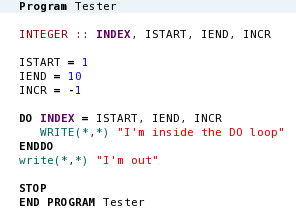 Program Tester
INTEGER :: INDEX, ISTART, IEND, INCR
ISTART = 1
IEND = 10
INCR = -1
DO INDEX = ISTART, IEND, INCR
WRITE(*,*) "I'm inside the DO loop"
ENDDO
write(*,*) "I'm out"
STOP
END PROGRAM Tester